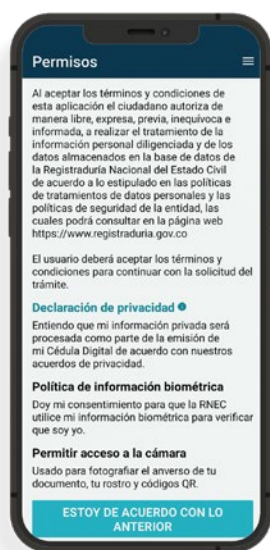 Permisos
Al aceptar los términos y condiciones de
esta aplicación el ciudadano autoriza de
manera libre, expresa, previa, inequívoca e
informada, a realizar el tratamiento de la
información personal diligenciada y de los
datos almacenados en la base de datos de
la Registraduría Nacional del Estado Civil
de acuerdo a lo estipulado en las políticas
de tratamientos de datos personales y las
políticas de seguridad de la entidad, las
cuales podrá consultar en la página web
https://www.registraduria.gov.co
El usuario deberá aceptar los términos y
condiciones para continuar con la solicitud del
trámite.
Declaración de privacidad
Entiendo que mi información privada será
procesada como parte de la emisión de
mi Cédula Digital de acuerdo con nuestros
acuerdos de privacidad.
Política de información biométrica
Doy mi consentimiento para que la RNEC
utilice mi información biométrica para verificar
que soy yo.
Permitir acceso a la cámara
Usado para fotografiar el anverso de tu
documento, tu rostro y códigos QR.
ESTOY DE ACUERDO CON LO
ANTERIOR